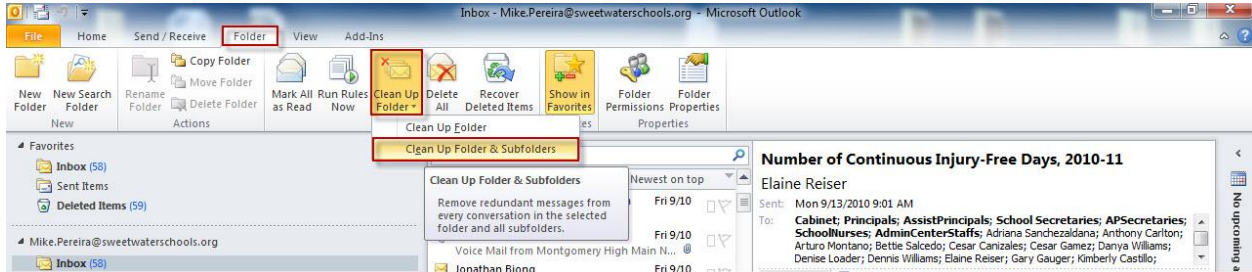 Inbox - Mike.Pereira@sweetwaterschools.org - Microsoft Outlook
File Home Send / Receive Folder View Add-Ins
New Folder
New Search Folder
Rename Folder
Copy Folder
Move Folder
Delete Folder
Mark All as Read
Run Rules Now
Clean Up Folder
Delete All
Recover Deleted Items
Show in Favorites
Folder Permissions
Folder Properties
New Actions Properties
Clean Up Folder
Clean Up Folder & Subfolders
Clean Up Folder & Subfolders
Remove redundant messages from
every conversation in the selected
folder and all subfolders.
Favorites
Inbox (58)
Sent Items
Deleted Items (59)
Mike.Pereira@sweetwaterschools.org
Inbox (58)
Newest on top
Fri 9/10
Fri 9/10
Voice Mail from Montgomery High Main N...
Jonathan Biong Fri 9/10
Number of Continuous Injury-Free Days, 2010-11
Elaine Reiser
Sent: Mon 9/13/2010 9:01 AM
To: Cabinet; Principals; AssistPrincipals; School Secretaries; APSecretaries;
SchoolNurses; AdminCenterStaffs; Adriana Sanchezaldana; Anthony Carlton;
Arturo Montano; Bettie Salcedo; Cesar Canizales; Cesar Gamez; Danya Williams;
Denise Loader; Dennis Williams; Elaine Reiser; Gary Gauger; Kimberly Castillo;
No upcoming